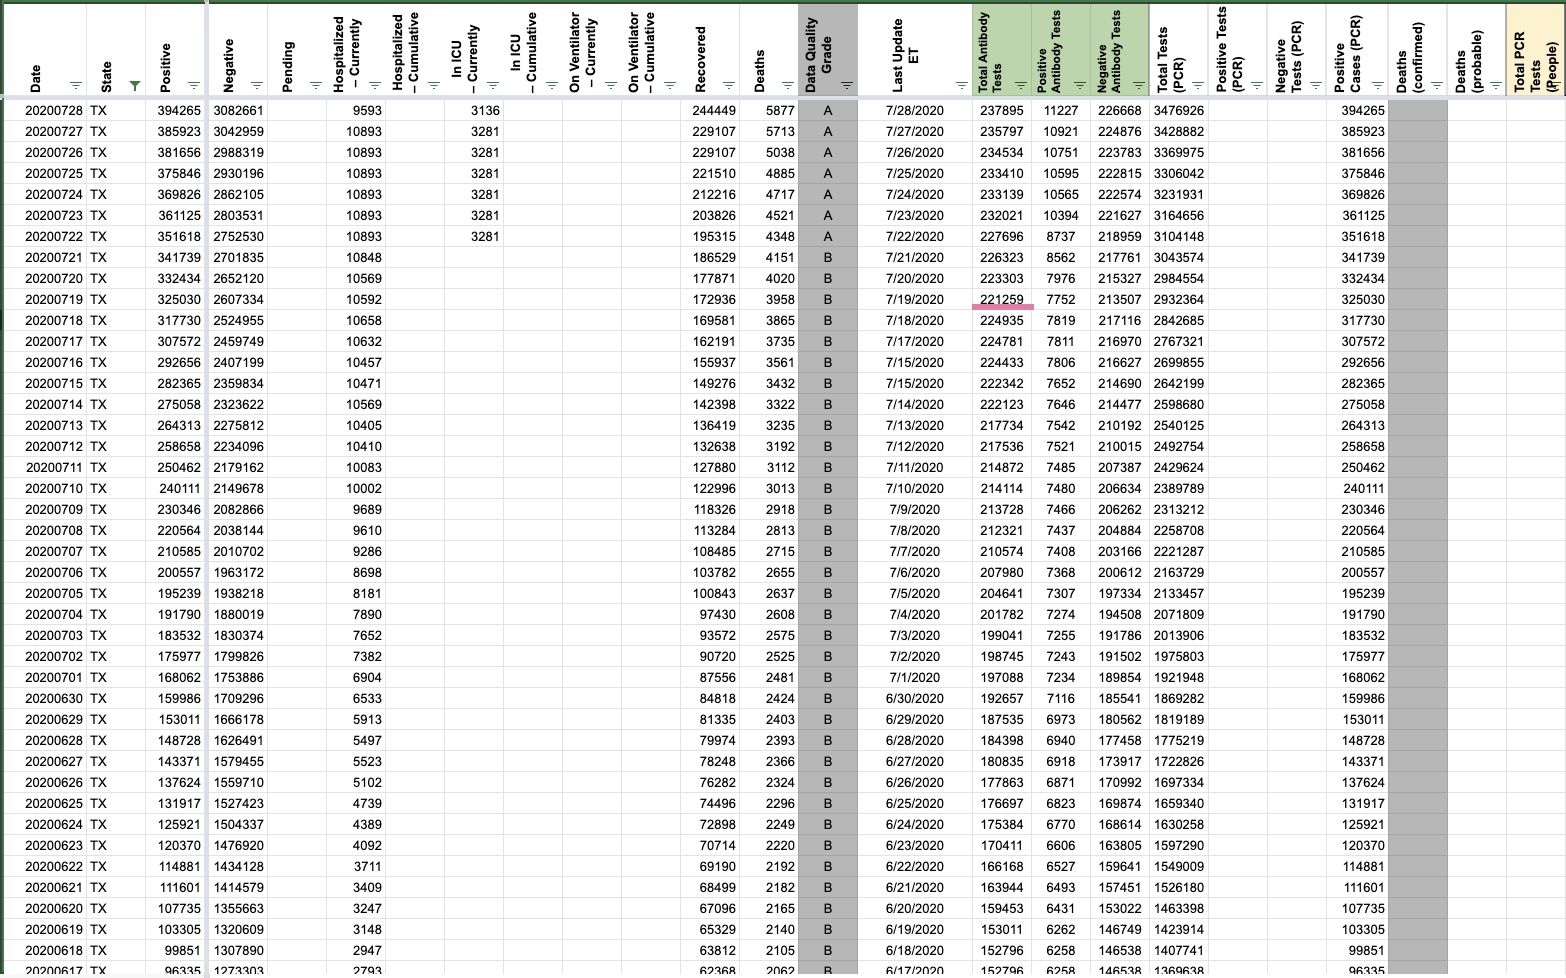 Date State Positive Negative Pending Hospitalized – Currently Hospitalized – Cumulative In ICU – Currently In ICU – Cumulative On Ventilator – Currently On Ventilator – Cumulative Recovered Deaths Data Quality Grade Last Update ET Total Antibody Tests Positive Antibody Tests Negative Antibody Tests Total Tests (PCR) Positive Tests (PCR) Negative Tests (PCR) Positive Cases (PCR) Deaths (confirmed) Deaths (probable) Total PCR Tests (People)
20200728 TX 394265 3082661 9593 3136 244449 5877 A 7/28/2020 237895 11227 226668 3476926 394265
20200727 TX 385923 3042959 10893 3281 229107 5713 A 7/27/2020 235797 10921 224876 3428882 385923
20200726 TX 381656 2988319 10893 3281 229107 5038 A 7/26/2020 234534 10751 223783 3369975 381656
20200725 TX 375846 2930196 10893 3281 221510 4885 A 7/25/2020 233410 10595 222815 3306042 375846
20200724 TX 369826 2862105 10893 3281 212216 4717 A 7/24/2020 233139 10565 222574 3231931 369826
20200723 TX 361125 2803531 10893 3281 203826 4521 A 7/23/2020 232021 10394 221627 3164656 361125
20200722 TX 351618 2752530 10893 3281 195315 4348 A 7/22/2020 227696 8737 218959 3104148 351618
20200721 TX 341739 2701835 10848 186529 4151 B 7/21/2020 226323 8562 217761 3043574 341739
20200720 TX 332434 2652120 10569 177871 4020 B 7/20/2020 223303 7976 215327 2984554 332434
20200719 TX 325030 2607334 10592 172936 3958 B 7/19/2020 221259 7752 213507 2932364 325030
20200718 TX 317730 2524955 10658 169581 3865 B 7/18/2020 224935 7819 217116 2842685 317730
20200717 TX 307572 2459749 10632 162191 3735 B 7/17/2020 224781 7811 216970 2767321 307572
20200716 TX 292656 2407199 10457 155937 3561 B 7/15/2020 224433 7806 216627 2699855 292656
20200715 TX 282365 2359834 10471 149276 3432 B 7/15/2020 222342 7652 214690 2642199 282365
20200714 TX 275058 2323622 10569 142398 3322 B 7/14/2020 222123 7646 214477 2598680 275058
20200713 TX 264313 2275812 10405 136419 3235 B 7/13/2020 217734 7542 210192 2540125 264313
20200712 TX 258658 2234096 10410 132638 3192 B 7/12/2020 217536 7521 210015 2492754 258658
20200711 TX 250462 2179162 10083 127880 3112 B 7/11/2020 214872 7485 207387 2429624 250462
20200710 TX 240111 2149678 10002 122996 3013 B 7/10/2020 214114 7480 206634 2389789 240111
20200709 TX 230346 2082866 9689 118326 2918 B 7/9/2020 213728 7466 206262 2313212 230346
20200708 TX 220564 2038144 9610 113284 2813 B 7/8/2020 212321 7437 204884 2258708 220564
20200707 TX 210585 2010702 9286 108485 2715 B 7/7/2020 210574 7408 203166 2221287 210585
20200706 TX 200557 1963172 8698 103782 2655 B 7/6/2020 207980 7368 200612 2163729 200557
20200705 TX 195239 1938218 8181 100843 2637 B 7/5/2020 204641 7307 197334 2133457 195239
20200704 TX 191790 1880019 7890 97430 2608 B 7/4/2020 201782 7274 194508 2071809 191790
20200703 TX 183532 1830374 7652 93572 2575 B 7/3/2020 199041 7255 191786 2013906 183532
20200702 TX 175977 1799826 7382 90720 2525 B 7/2/2020 198745 7243 191502 1975803 175977
20200701 TX 168062 1753886 6904 87556 2481 B 7/1/2020 197088 7234 189854 1921948 168062
20200630 TX 159986 1709296 6533 84818 2424 B 6/30/2020 192657 7116 185541 1869282 159986
20200629 TX 153011 1666178 5913 81335 2403 B 6/29/2020 187535 6973 180562 1819189 153011
20200628 TX 148728 1626491 5497 79974 2393 B 6/28/2020 184398 6940 177458 1775219 148728
20200627 TX 143371 1579455 5523 78248 2366 B 6/27/2020 180835 6918 173917 1722826 143371
20200626 TX 137624 1559710 5102 76282 2324 B 6/26/2020 177863 6871 170992 1697334 137624
20200625 TX 131917 1527423 4739 74496 2296 B 6/25/2020 176697 6823 169874 1659340 131917
20200624 TX 125921 1504337 4389 72898 2249 B 6/24/2020 175384 6770 168614 1630258 125921
20200623 TX 120370 1476920 4092 70714 2220 B 6/23/2020 170411 6606 163805 1597290 120370
20200622 TX 114881 1434128 3711 69190 2192 B 6/22/2020 166168 6527 159641 1549009 114881
20200621 TX 111601 1414579 3409 68499 2182 B 6/21/2020 163944 6493 157451 1526180 111601
20200620 TX 107735 1355663 3247 67096 2165 B 6/20/2020 159453 6431 153022 1463398 107735
20200619 TX 103305 1320609 3148 65329 2140 B 6/19/2020 153011 6262 146749 1423914 103305
20200618 TX 99851 1307890 2947 63812 2105 B 6/18/2020 152796 6258 146538 1407741 99851
20200617 TX 96335 1273303 2793 62368 2062 B 6/17/2020 152796 6258 146538 1369638 96335